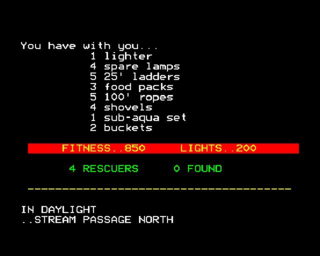 You have with you...
1 lighter
4 spare lamps
5 25' ladders
3 food packs
5 100' ropes
4 shovels
1 sub-aqua set
2 buckets
FITNESS..850 LIGHTS..200
4 RESCUERS 0 FOUND
IN DAYLIGHT
..STREAM PASSAGE NORTH